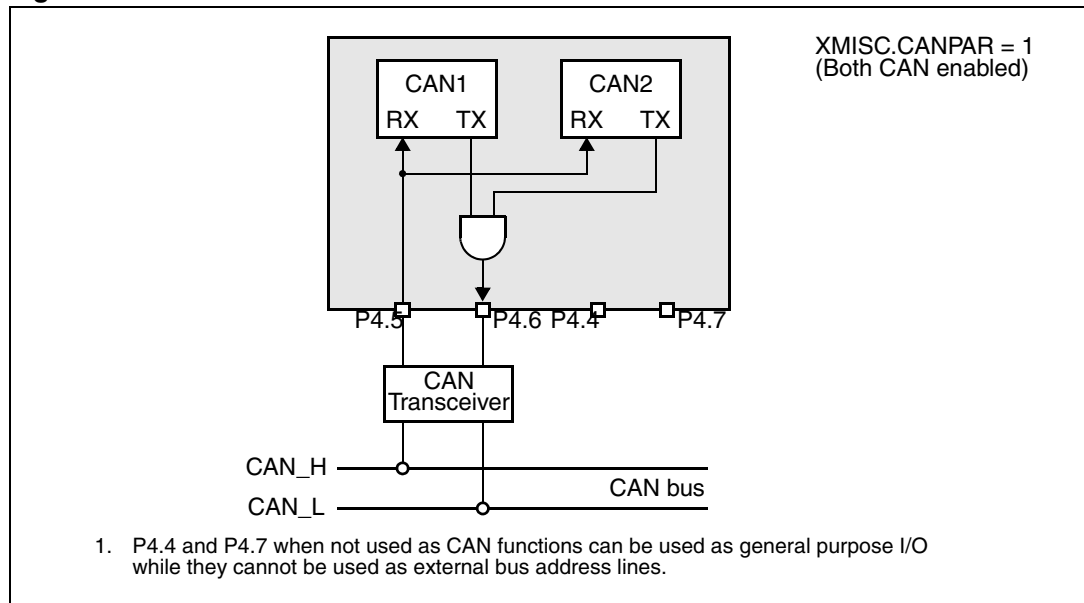 XMISC.CANPAR = 1
(Both CAN enabled)
CAN1
RX TX
CAN2
RX TX
P4.5
P4.6
P4.4
P4.7
CAN
Transceiver
CAN_H
CAN bus
CAN_L
1. P4.4 and P4.7 when not used as CAN functions can be used as general purpose I/O
while they cannot be used as external bus address lines.